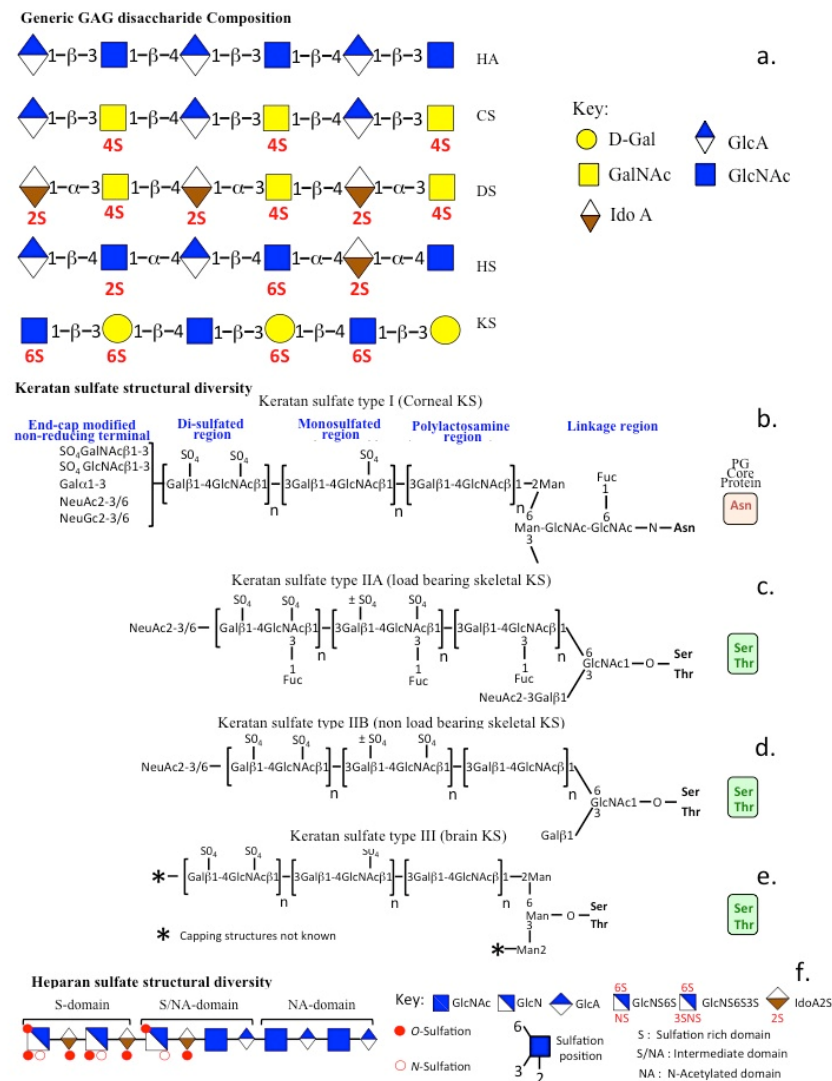 Generic GAG disaccharide Composition
a.
1-β-3 1-β-4 1-β-3 1-β-4 1-β-3 HA
1-β-3 1-β-4 1-β-3 1-β-4 1-β-3 CS
4S 4S 4S
1-α-3 1-β-4 1-α-3 1-β-4 1-α-3 DS
2S 4S 2S 4S 2S 4S
1-β-4 1-α-4 1-β-4 1-α-4 1-α-4 HS
2S 6S 2S
1-β-3 1-β-4 1-β-3 1-β-4 1-β-3 KS
6S 6S 6S 6S
Key:
D-Gal GlcA
GalNAc GlcNAc
Ido A
Keratan sulfate structural diversity
Keratan sulfate type I (Corneal KS)
b.
End-cap modified
non-reducing terminal
Di-sulfated
region
Monosulfated
region
Polylactosamine
region
Linkage region
SO4GalNAcβ1-3
SO4GlcNAcβ1-3
Galα1-3
NeuAc2-3/6
NeuGc2-3/6
SO4 SO4 SO4
Galβ1-4GlcNAcβ1 n 3Galβ1-4GlcNAcβ1 n 3Galβ1-4GlcNAcβ 1-2Man
n 6
Fuc
1
6
Man-GlcNAc-GlcNAc-N-Asn
3
PG
Core
Protein
Asn
Keratan sulfate type IIA (load bearing skeletal KS)
c.
SO4 SO4 ± SO4 SO4
NeuAc2-3/6 Galβ1-4GlcNAcβ1 3Galβ1-4GlcNAcβ1 3Galβ1-4GlcNAcβ 1
3 n 3 n 3 n
1 1 1
Fuc Fuc Fuc
6
GlcNAc1-O-Ser
3 Thr
NeuAc2-3Galβ1
Ser
Thr
Keratan sulfate type IIB (non load bearing skeletal KS)
d.
SO4 SO4 ± SO4 SO4
NeuAc2-3/6 Galβ1-4GlcNAcβ1 3Galβ1-4GlcNAcβ1 3Galβ1-4GlcNAcβ 1
n n n
6
GlcNAc1-O-Ser
3 Thr
Galβ1
Ser
Thr
Keratan sulfate type III (brain KS)
e.
SO4 SO4 SO4
* Galβ1-4GlcNAcβ1 3Galβ1-4GlcNAcβ1 3Galβ1-4GlcNAcβ1 1-2Man
n n n 6
Man-O-Ser
3 Thr
* Man2
* Capping structures not known
Ser
Thr
Heparan sulfate structural diversity
f.
S-domain S/NA-domain NA-domain
Key: GlcNAc GlcN GlcA 6S NS GlcNS6S 6S 3SNS GlcNS6S3S 2S IdoA2S
O-Sulfation
N-Sulfation
6
3 2
Sulfation
position
S : Sulfation rich domain
S/NA : Intermediate domain
NA : N-Acetylated domain